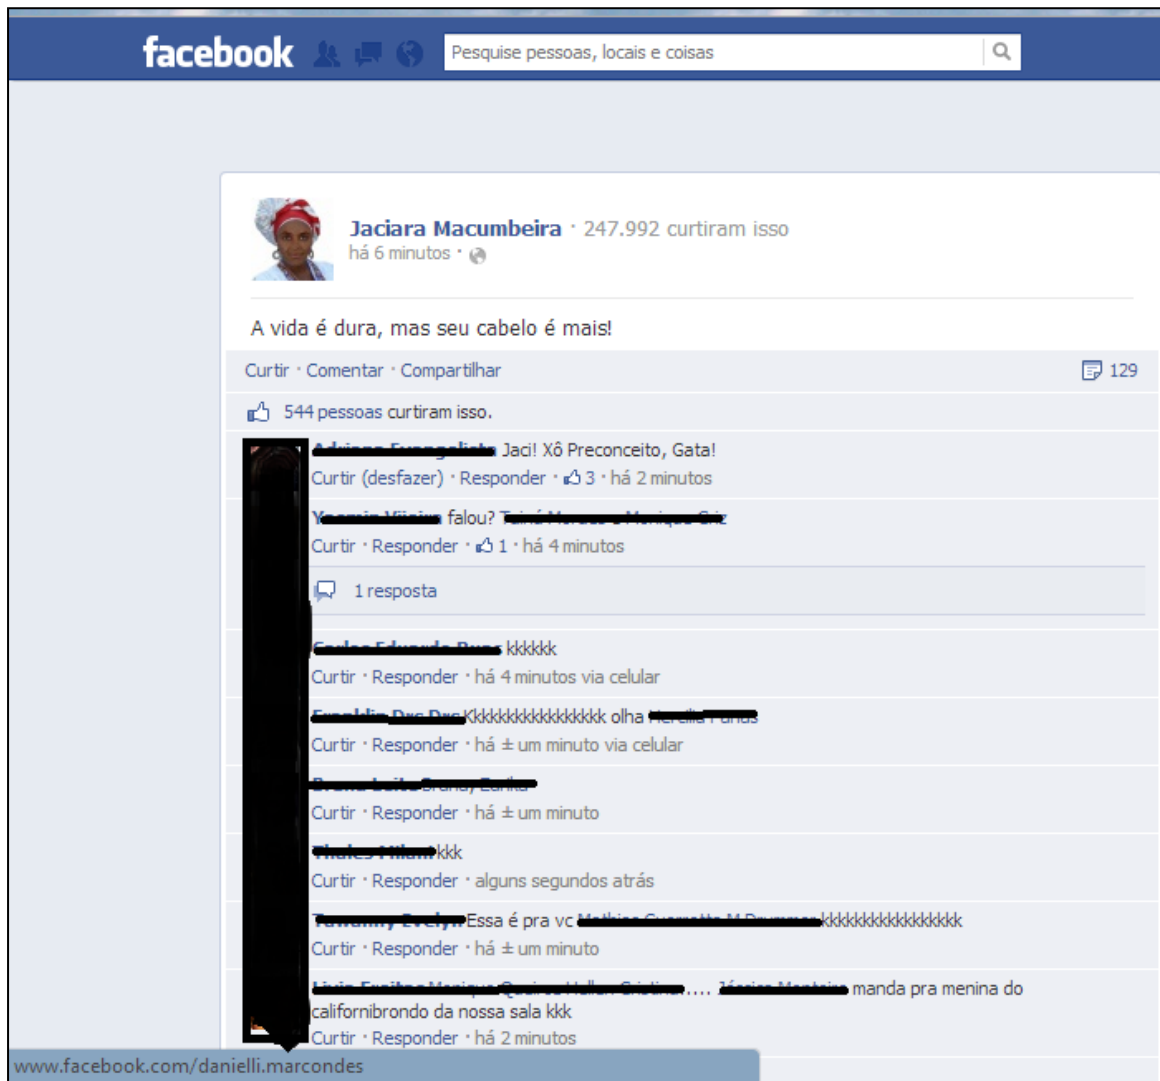 facebook
Pesquise pessoas, locais e coisas
Jaciara Macumbeira · 247.992 curtiram isso
há 6 minutos ·
A vida é dura, mas seu cabelo é mais!
Curtir · Comentar · Compartilhar 129
544 pessoas curtiram isso.
Jaci! Xô Preconceito, Gata!
Curtir (desfazer) · Responder · 3 · há 2 minutos
falou?
Curtir · Responder · 1 · há 4 minutos
1 resposta
kkkkkk
Curtir · Responder · há 4 minutos via celular
Kkkkkkkkkkkkkkkkk olha
Curtir · Responder · há ± um minuto via celular
Curtir · Responder · há ± um minuto
kkk
Curtir · Responder · alguns segundos atrás
Essa é pra vc kkkkkkkkkkkkkkkkk
Curtir · Responder · há ± um minuto
..... manda pra menina do
californibrondo da nossa sala kkk
Curtir · Responder · há 2 minutos
www.facebook.com/danielli.marcondes